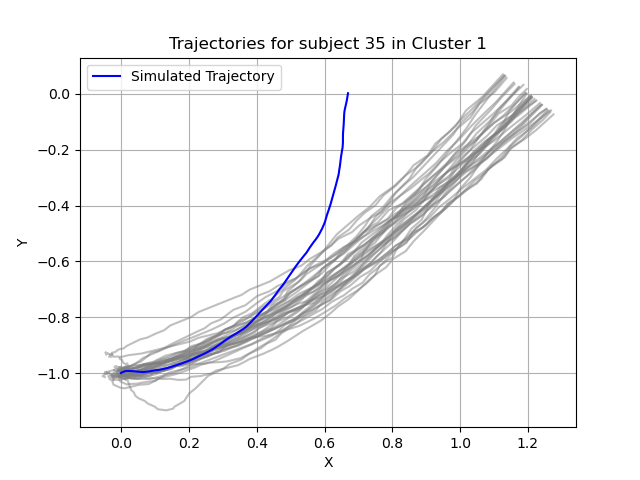 Trajectories for subject 35 in Cluster 1
Simulated Trajectory
0.0
−0.2
−0.4
−0.6
−0.8
−1.0
Y
0.0 0.2 0.4 0.6 0.8 1.0 1.2
X